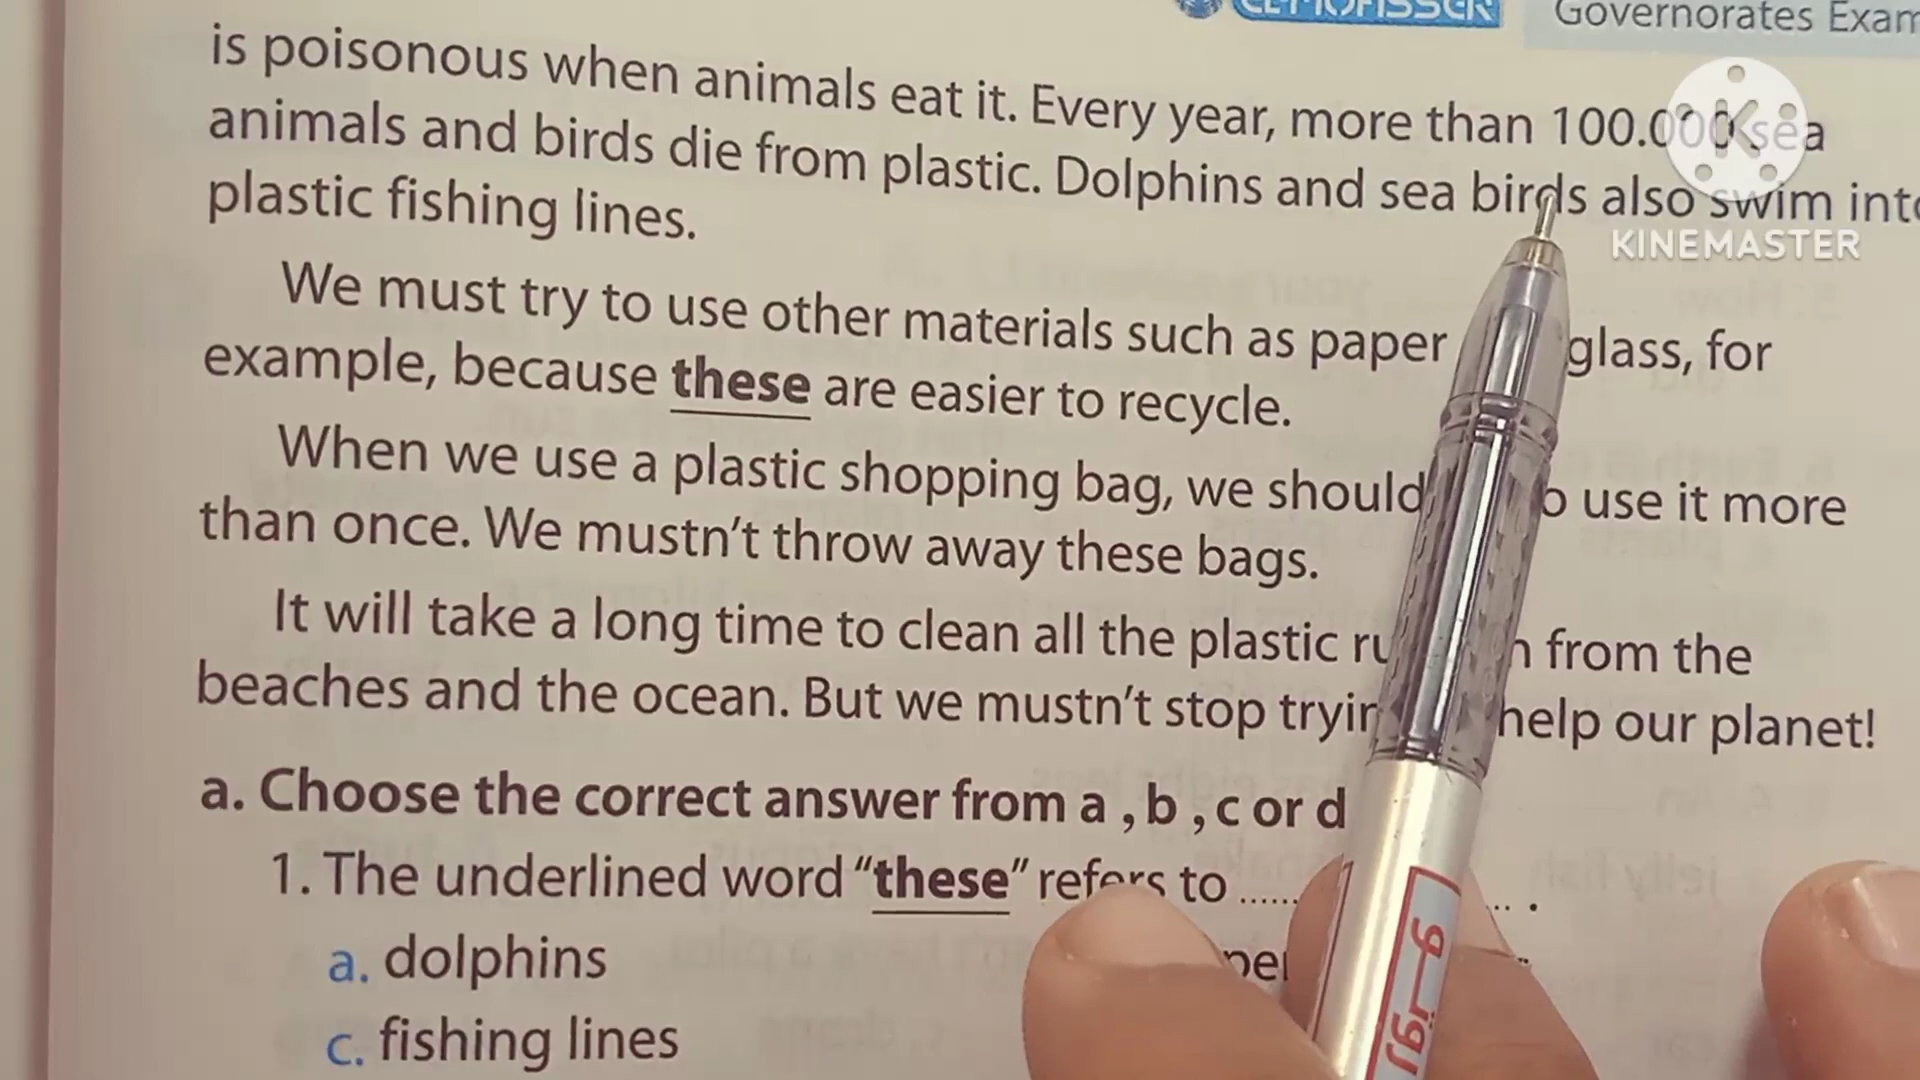 EL-MOFASSER
Governorates Exam
is poisonous when animals eat it. Every year, more than 100.000 sea
animals and birds die from plastic. Dolphins and sea birds also swim into
plastic fishing lines.
KINEMASTER
We must try to use other materials such as paper glass, for
example, because these are easier to recycle.
When we use a plastic shopping bag, we should use it more
than once. We mustn't throw away these bags.
It will take a long time to clean all the plastic from the
beaches and the ocean. But we mustn't stop help our planet!
a. Choose the correct answer from a , b , c or d
1. The underlined word "these" refers to ............ .
a. dolphins
c. fishing lines